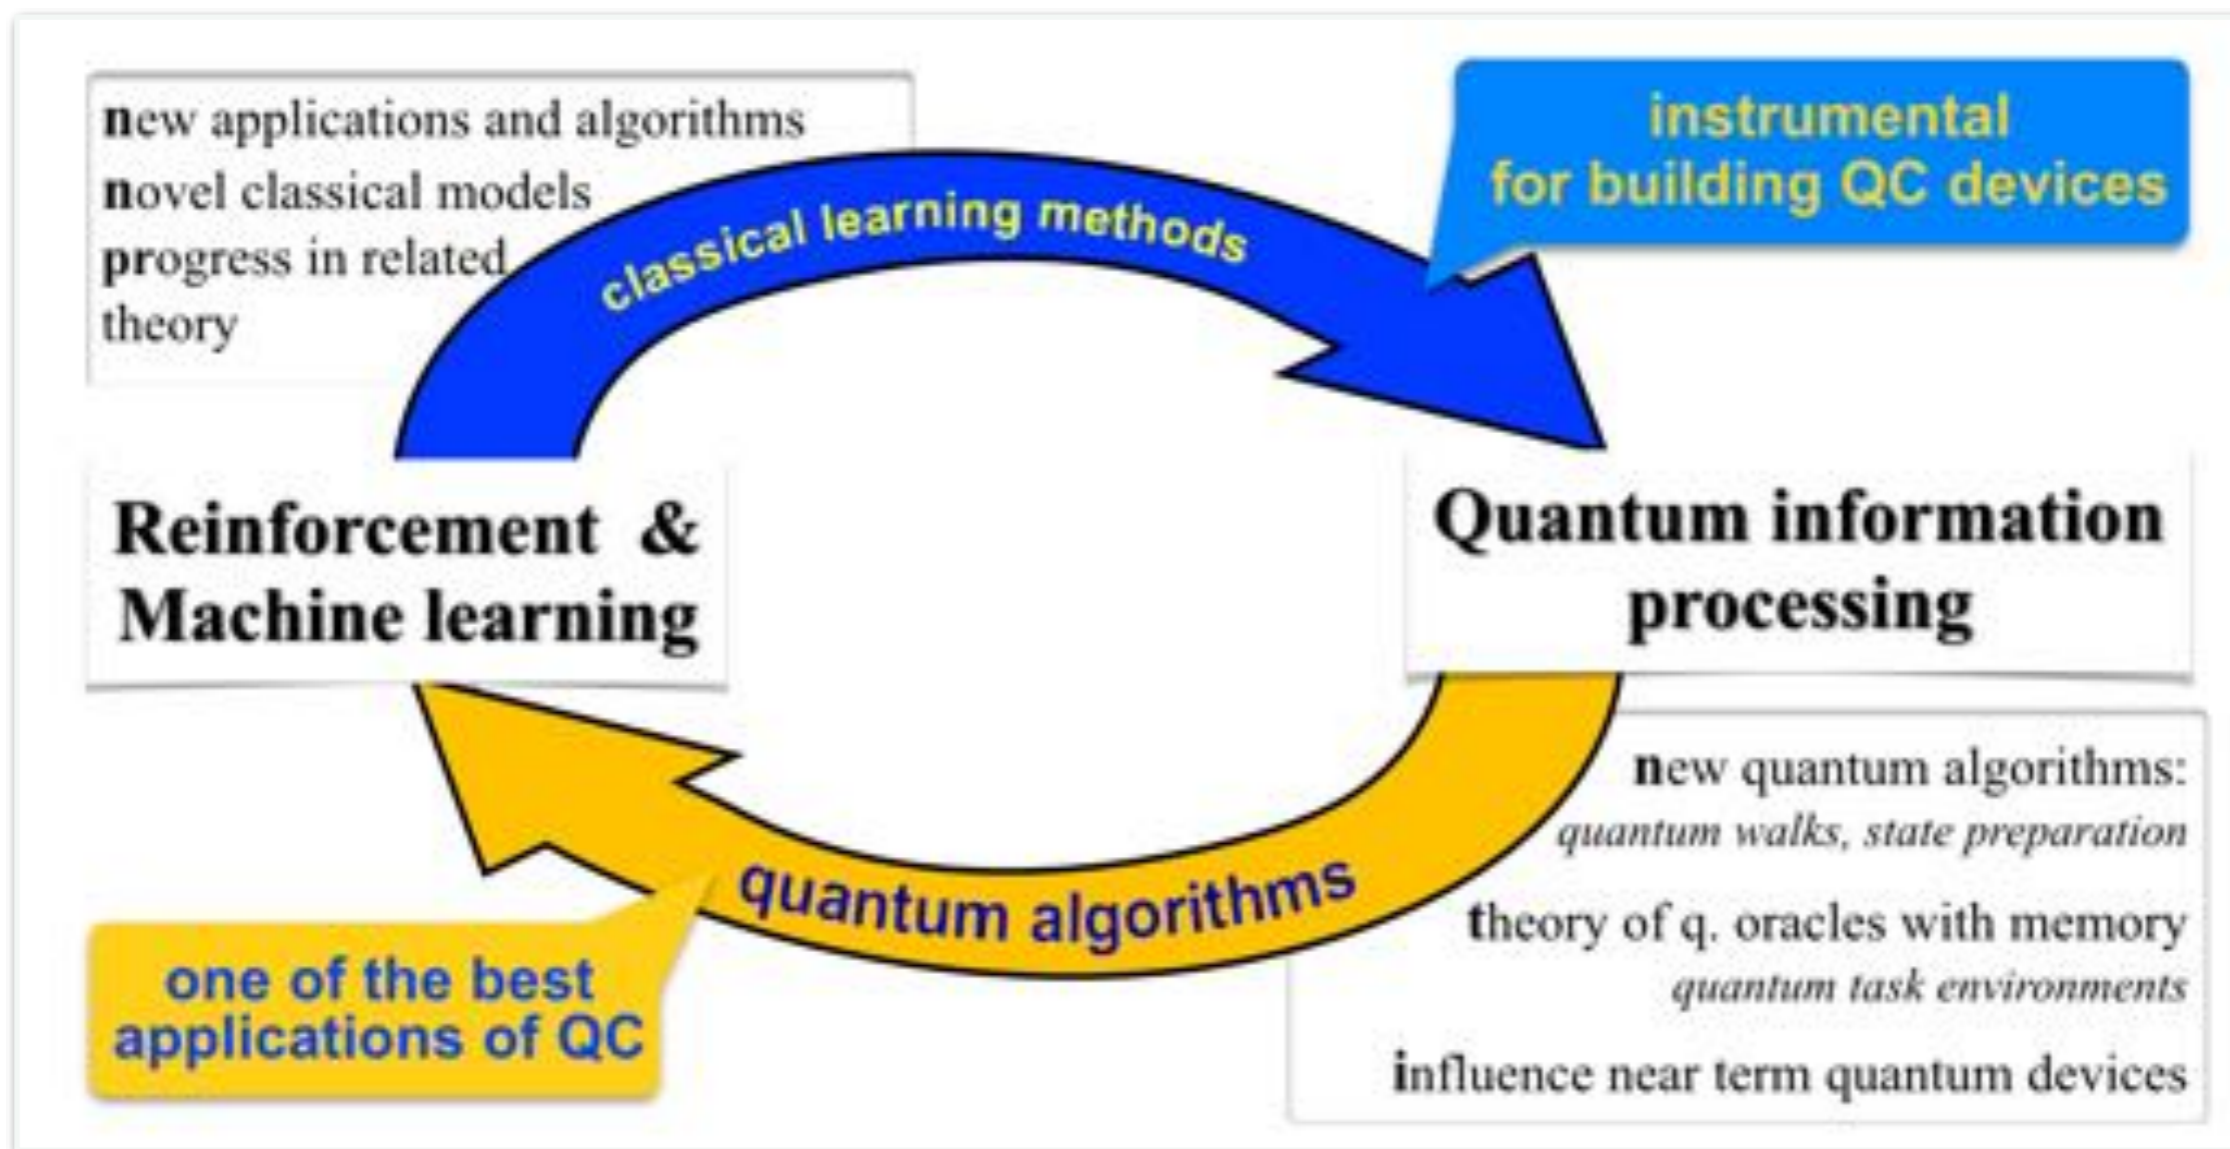 new applications and algorithms
novel classical models
progress in related
theory
classical learning methods
instrumental
for building QC devices
Reinforcement &
Machine learning
Quantum information
processing
new quantum algorithms:
quantum walks, state preparation
theory of q. oracles with memory
quantum task environments
influence near term quantum devices
quantum algorithms
one of the best
applications of QC